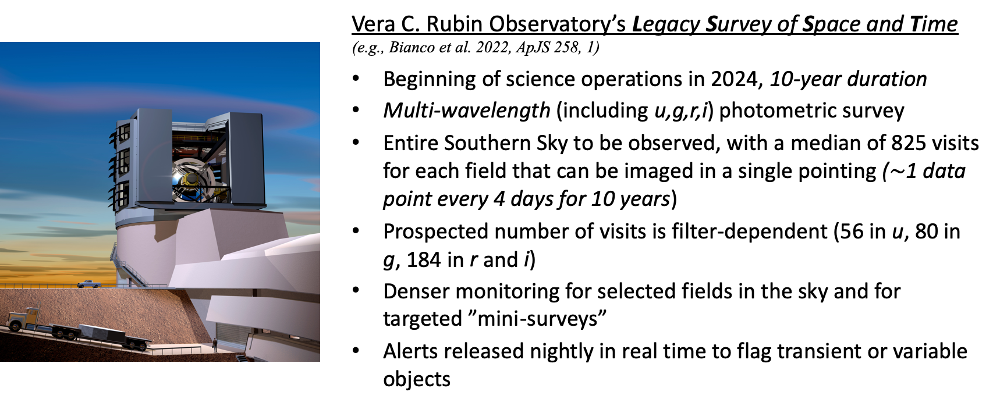 Vera C. Rubin Observatory’s Legacy Survey of Space and Time
(e.g., Bianco et al. 2022, ApJS 258, 1)
• Beginning of science operations in 2024, 10-year duration
• Multi-wavelength (including u,g,r,i) photometric survey
• Entire Southern Sky to be observed, with a median of 825 visits
for each field that can be imaged in a single pointing (~1 data
point every 4 days for 10 years)
• Prospected number of visits is filter-dependent (56 in u, 80 in
g, 184 in r and i)
• Denser monitoring for selected fields in the sky and for
targeted ”mini-surveys”
• Alerts released nightly in real time to flag transient or variable
objects